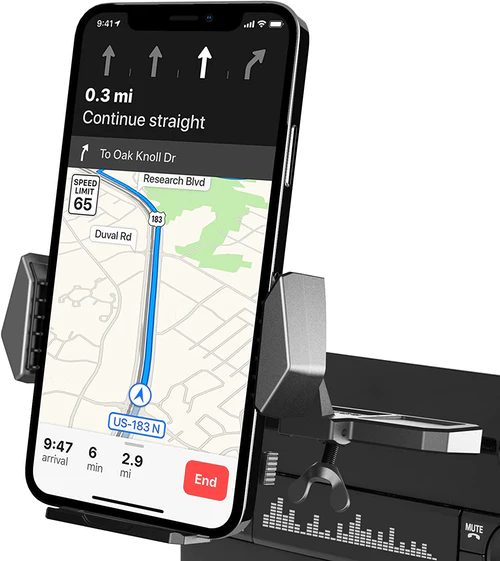 9:41
0.3 mi
Continue straight
To Oak Knoll Dr
SPEED
LIMIT
65
Research Blvd
183
Duval Rd
US-183 N
9:47
arrival
6
min
2.9
mi
End
MUTE